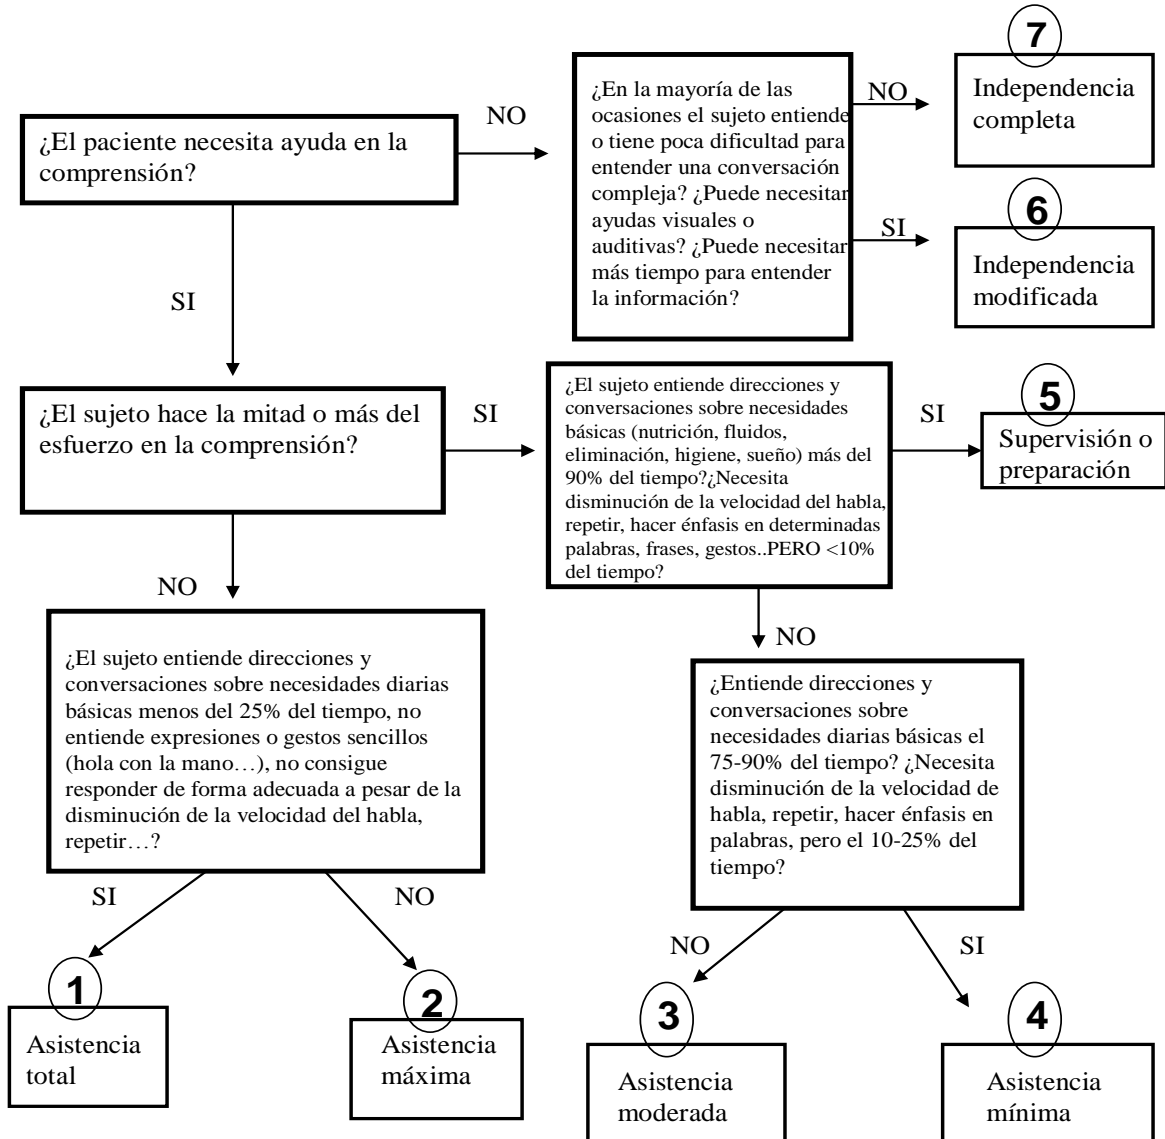 7
Independencia
completa
NO
¿En la mayoría de las
ocasiones el sujeto entiende
o tiene poca dificultad para
entender una conversación
compleja? ¿Puede necesitar
ayudas visuales o
auditivas? ¿Puede necesitar
más tiempo para entender
la información?
NO
¿El paciente necesita ayuda en la
comprensión?
6
SI
Independencia
modificada
SI
¿El sujeto hace la mitad o más del
esfuerzo en la comprensión?
SI
¿El sujeto entiende direcciones y
conversaciones sobre necesidades
básicas (nutrición, fluidos,
eliminación, higiene, sueño) más del
90% del tiempo?¿Necesita
disminución de la velocidad del habla,
repetir, hacer énfasis en determinadas
palabras, frases, gestos..PERO <10%
del tiempo?
SI
5
Supervisión o
preparación
NO
NO
¿El sujeto entiende direcciones y
conversaciones sobre necesidades diarias
básicas menos del 25% del tiempo, no
entiende expresiones o gestos sencillos
(hola con la mano…), no consigue
responder de forma adecuada a pesar de la
disminución de la velocidad del habla,
repetir…?
¿Entiende direcciones y
conversaciones sobre
necesidades diarias básicas el
75-90% del tiempo? ¿Necesita
disminución de la velocidad de
habla, repetir, hacer énfasis en
palabras, pero el 10-25% del
tiempo?
SI
NO
NO
SI
1
Asistencia
total
2
Asistencia
máxima
3
Asistencia
moderada
4
Asistencia
mínima